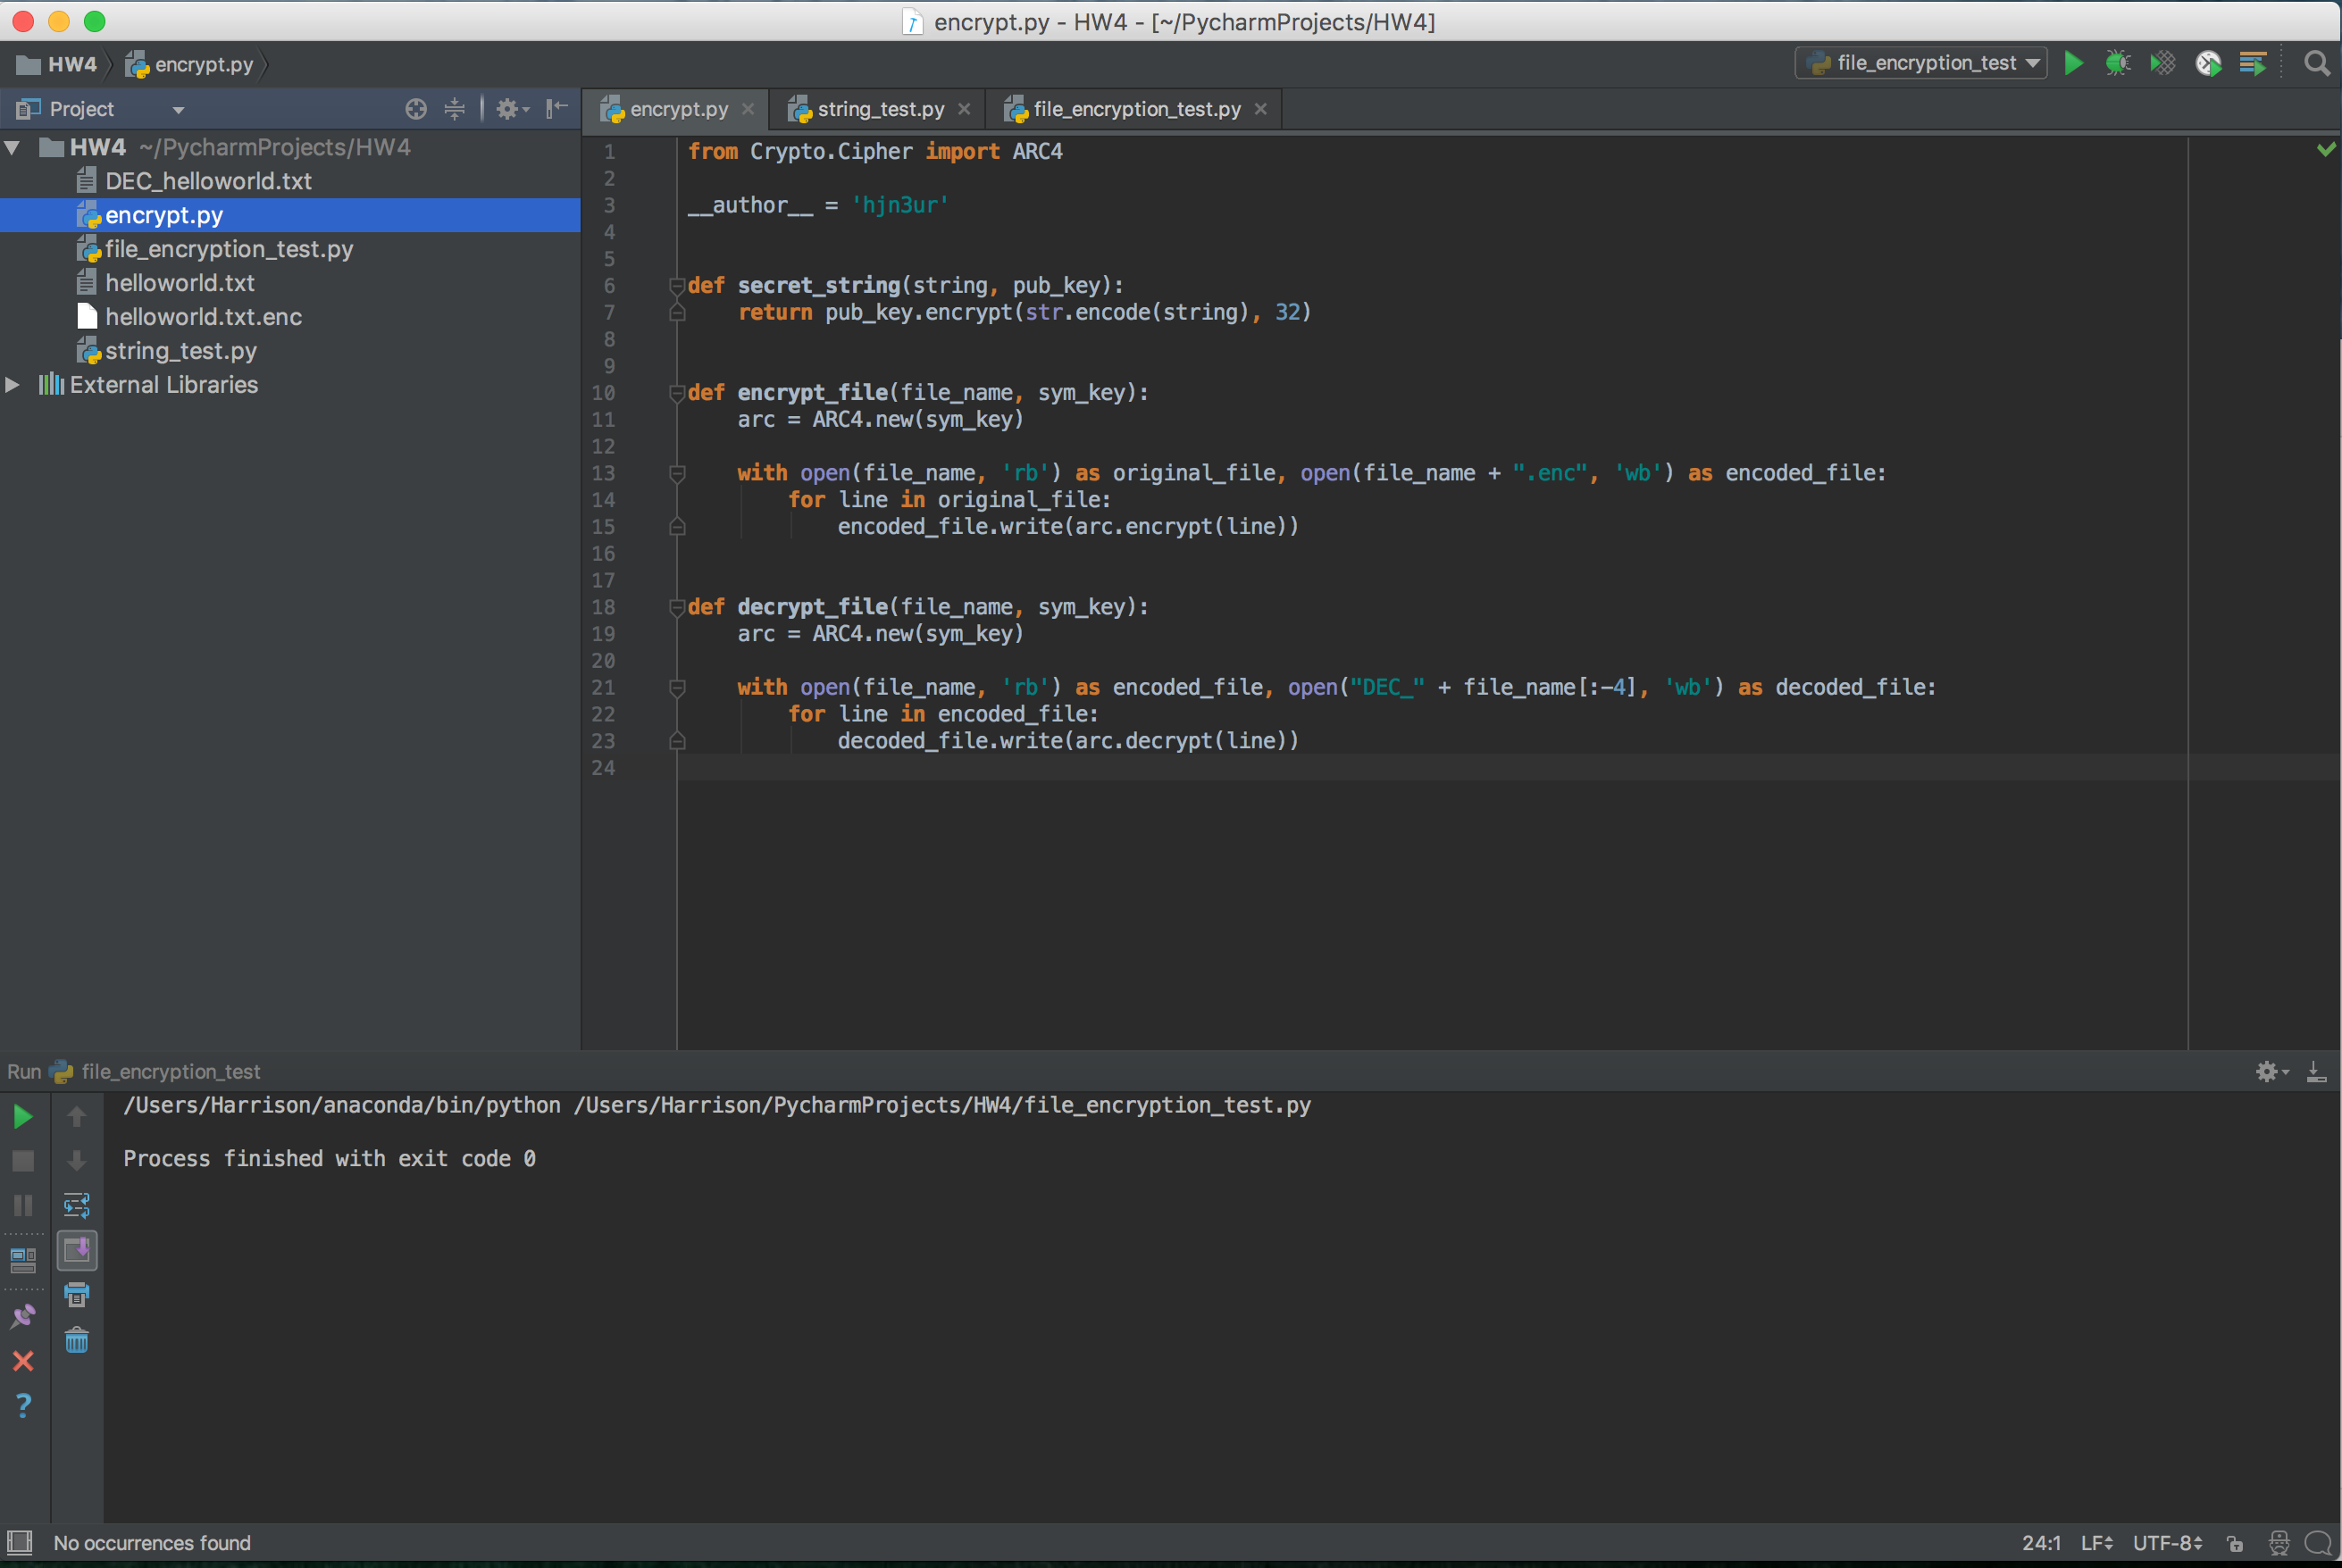 encrypt.py - HW4 - [~/PycharmProjects/HW4]
HW4 encrypt.py file_encryption_test
Project
encrypt.py string_test.py file_encryption_test.py
HW4 ~/PycharmProjects/HW4
DEC_helloworld.txt
encrypt.py
file_encryption_test.py
helloworld.txt
helloworld.txt.enc
string_test.py
External Libraries
1 from Crypto.Cipher import ARC4
2
3 __author__ = 'hjn3ur'
4
5
6 def secret_string(string, pub_key):
7     return pub_key.encrypt(str.encode(string), 32)
8
9
10 def encrypt_file(file_name, sym_key):
11     arc = ARC4.new(sym_key)
12
13     with open(file_name, 'rb') as original_file, open(file_name + ".enc", 'wb') as encoded_file:
14         for line in original_file:
15             encoded_file.write(arc.encrypt(line))
16
17
18 def decrypt_file(file_name, sym_key):
19     arc = ARC4.new(sym_key)
20
21     with open(file_name, 'rb') as encoded_file, open("DEC_" + file_name[:-4], 'wb') as decoded_file:
22         for line in encoded_file:
23             decoded_file.write(arc.decrypt(line))
24
Run file_encryption_test
/Users/Harrison/anaconda/bin/python /Users/Harrison/PycharmProjects/HW4/file_encryption_test.py
Process finished with exit code 0
No occurrences found 24:1 LF UTF-8